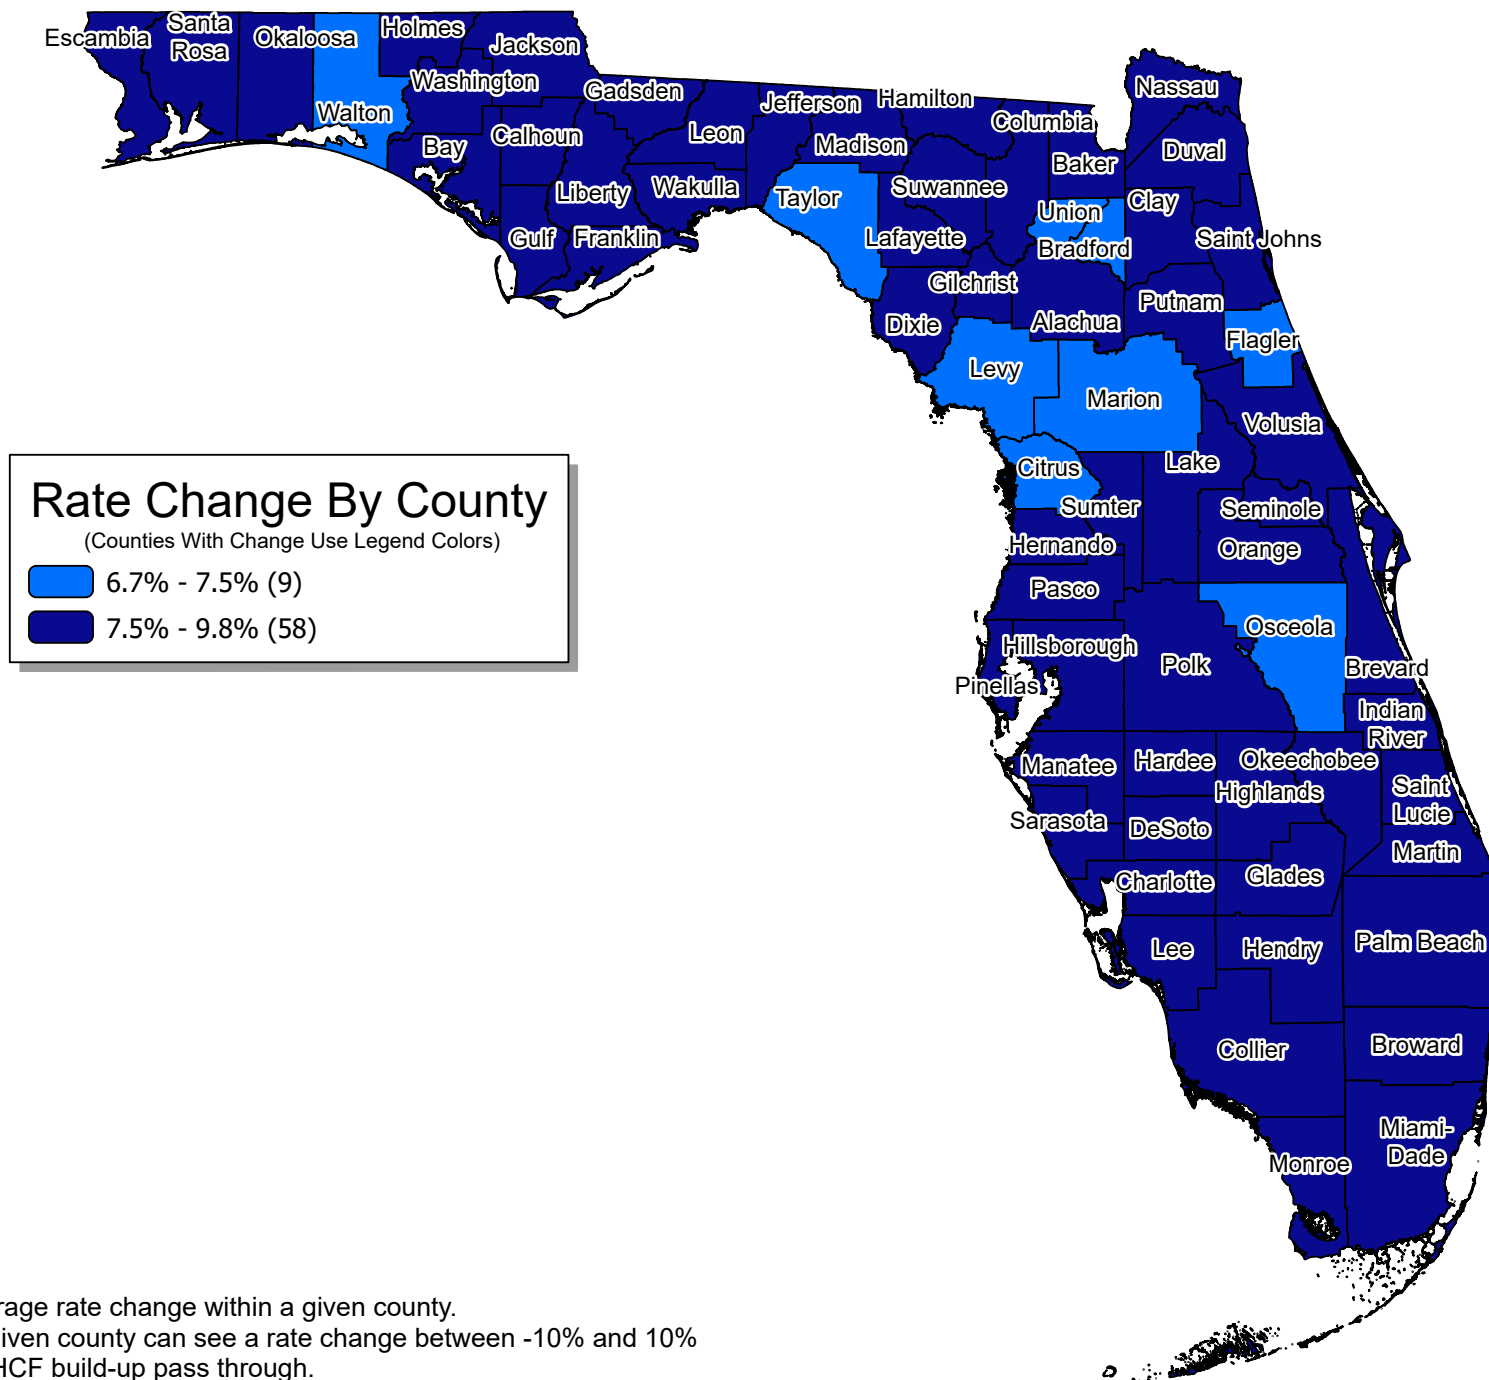 Escambia
Santa
Rosa
Okaloosa
Holmes
Jackson
Washington
Walton
Gadsden
Jefferson
Hamilton
Nassau
Calhoun
Leon
Columbia
Bay
Madison
Baker
Duval
Liberty
Wakulla
Taylor
Suwannee
Union
Clay
Gulf
Franklin
Lafayette
Bradford
Saint Johns
Gilchrist
Putnam
Dixie
Alachua
Flagler
Levy
Marion
Volusia
Citrus
Lake
Sumter
Seminole
Hernando
Orange
Pasco
Osceola
Hillsborough
Polk
Brevard
Pinellas
Indian
River
Manatee
Hardee
Okeechobee
Highlands
Saint
Lucie
Sarasota
DeSoto
Martin
Charlotte
Glades
Lee
Hendry
Palm Beach
Collier
Broward
Miami-
Dade
Monroe
Rate Change By County
(Counties With Change Use Legend Colors)
6.7% - 7.5% (9)
7.5% - 9.8% (58)
rage rate change within a given county.
iven county can see a rate change between -10% and 10%
HCF build-up pass through.